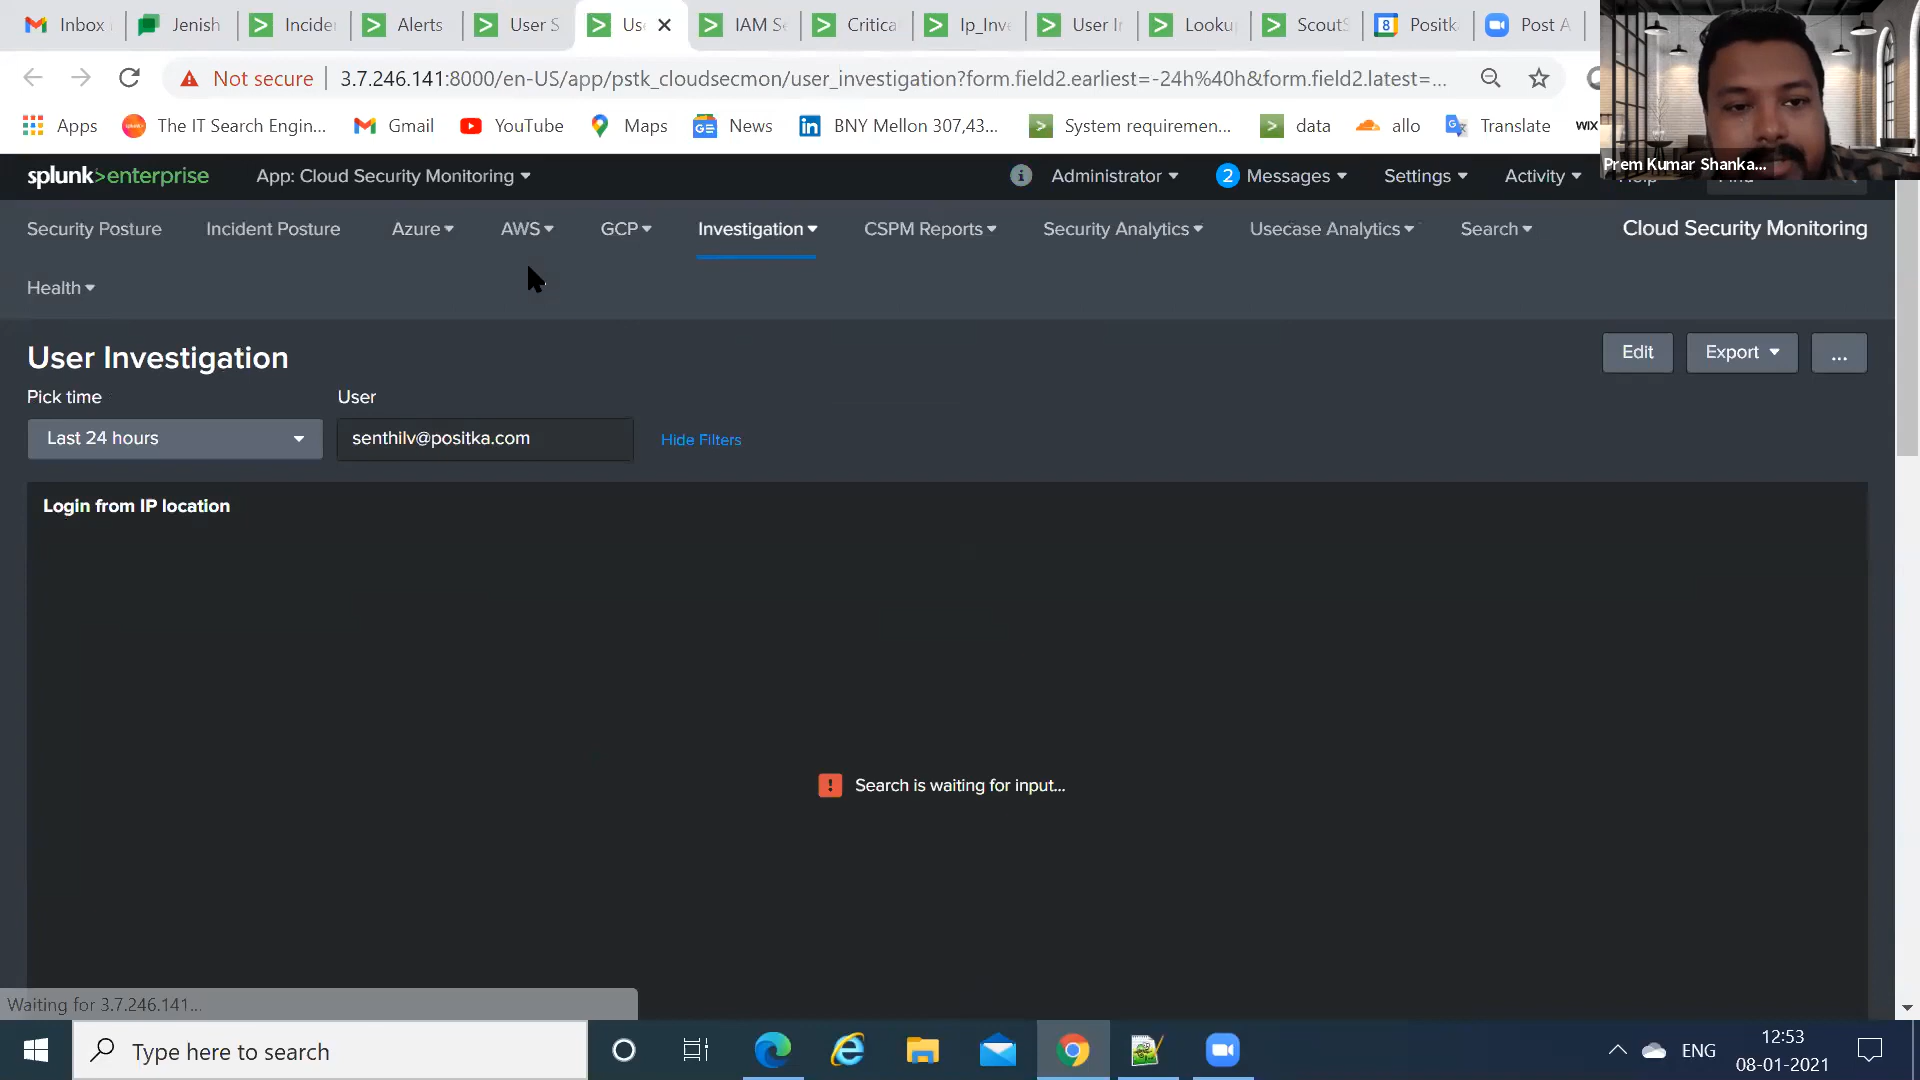 Inbox
Jenish
Incide
Alerts
User S
Us
IAM Se
Critica
Ip_Inve
User In
Looku
ScoutS
8 Positk
Post A
Not secure | 3.7.246.141:8000/en-US/app/pstk_cloudsecmon/user_investigation?form.field2.earliest=-24h%40h&form.field2.latest=...
Apps The IT Search Engin... Gmail YouTube Maps News BNY Mellon 307,43... System requiremen... data allo Translate WIX
Prem Kumar Shanka...
splunk>enterprise App: Cloud Security Monitoring Administrator 2 Messages Settings Activity
Security Posture Incident Posture Azure AWS GCP Investigation CSPM Reports Security Analytics Usecase Analytics Search Cloud Security Monitoring
Health
User Investigation Edit Export ...
Pick time User
Last 24 hours senthilv@positka.com Hide Filters
Login from IP location
! Search is waiting for input...
Waiting for 3.7.246.141...
Type here to search
ENG
12:53
08-01-2021